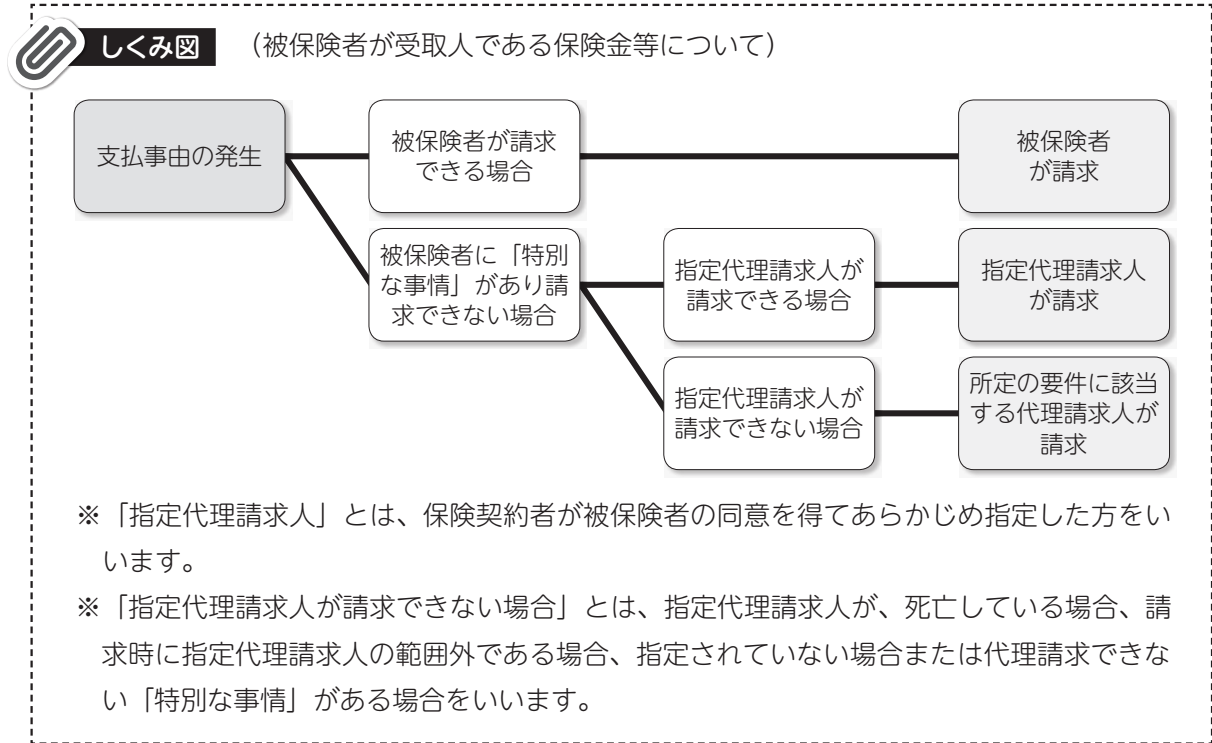 しくみ図 (被保険者が受取人である保険金等について)
支払事由の発生
被保険者が請求
できる場合
被保険者
が請求
被保険者に「特別
な事情」があり請
求できない場合
指定代理請求人が
請求できる場合
指定代理請求人
が請求
指定代理請求人が
請求できない場合
所定の要件に該当
する代理請求人が
請求
※「指定代理請求人」とは、保険契約者が被保険者の同意を得てあらかじめ指定した方をい
います。
※「指定代理請求人が請求できない場合」とは、指定代理請求人が、死亡している場合、請
求時に指定代理請求人の範囲外である場合、指定されていない場合または代理請求できな
い「特別な事情」がある場合をいいます。